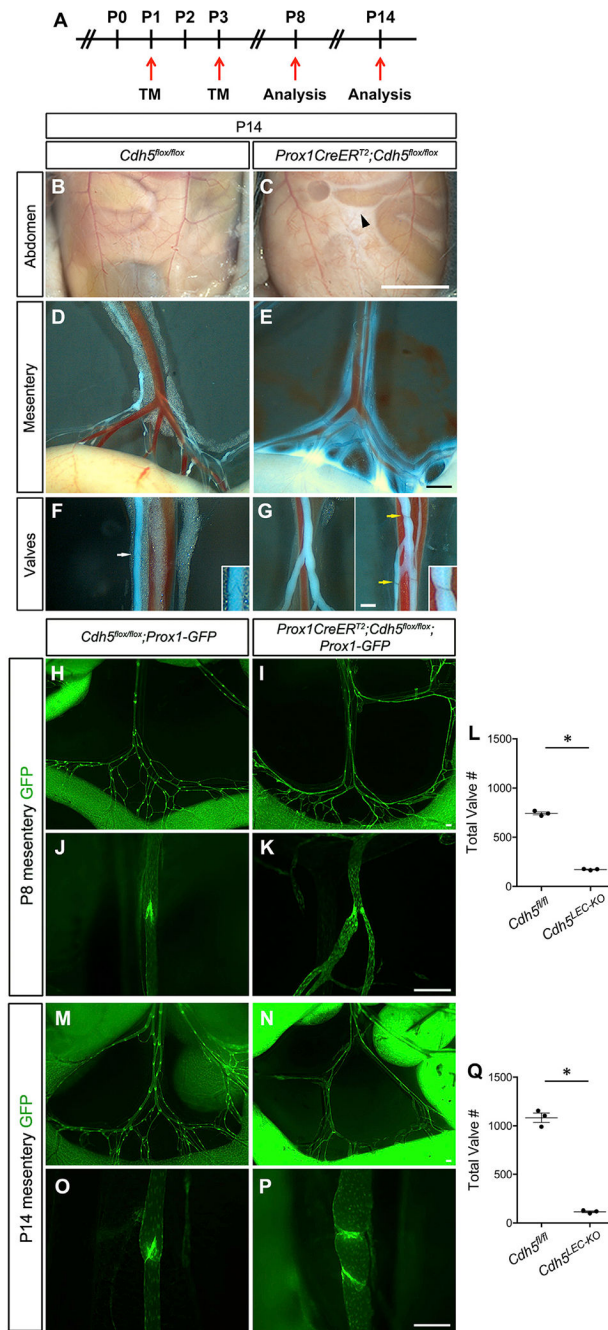 A
P0 P1 P2 P3 P8 P14
TM TM Analysis Analysis
P14
Cdh5flox/flox Prox1CreERT2;Cdh5flox/flox
Abdomen
B C
Mesentery
D E
Valves
F G
Cdh5flox/flox;Prox1-GFP
Prox1CreERT2;Cdh5flox/flox;
Prox1-GFP
P8 mesentery GFP
H I
J K
L
Total Valve #
1500
1000
500
0
*
Cdh5fl/fl
Cdh5LEC-KO
P14 mesentery GFP
M N
O P
Q
Total Valve #
1500
1000
500
0
*
Cdh5fl/fl
Cdh5LEC-KO